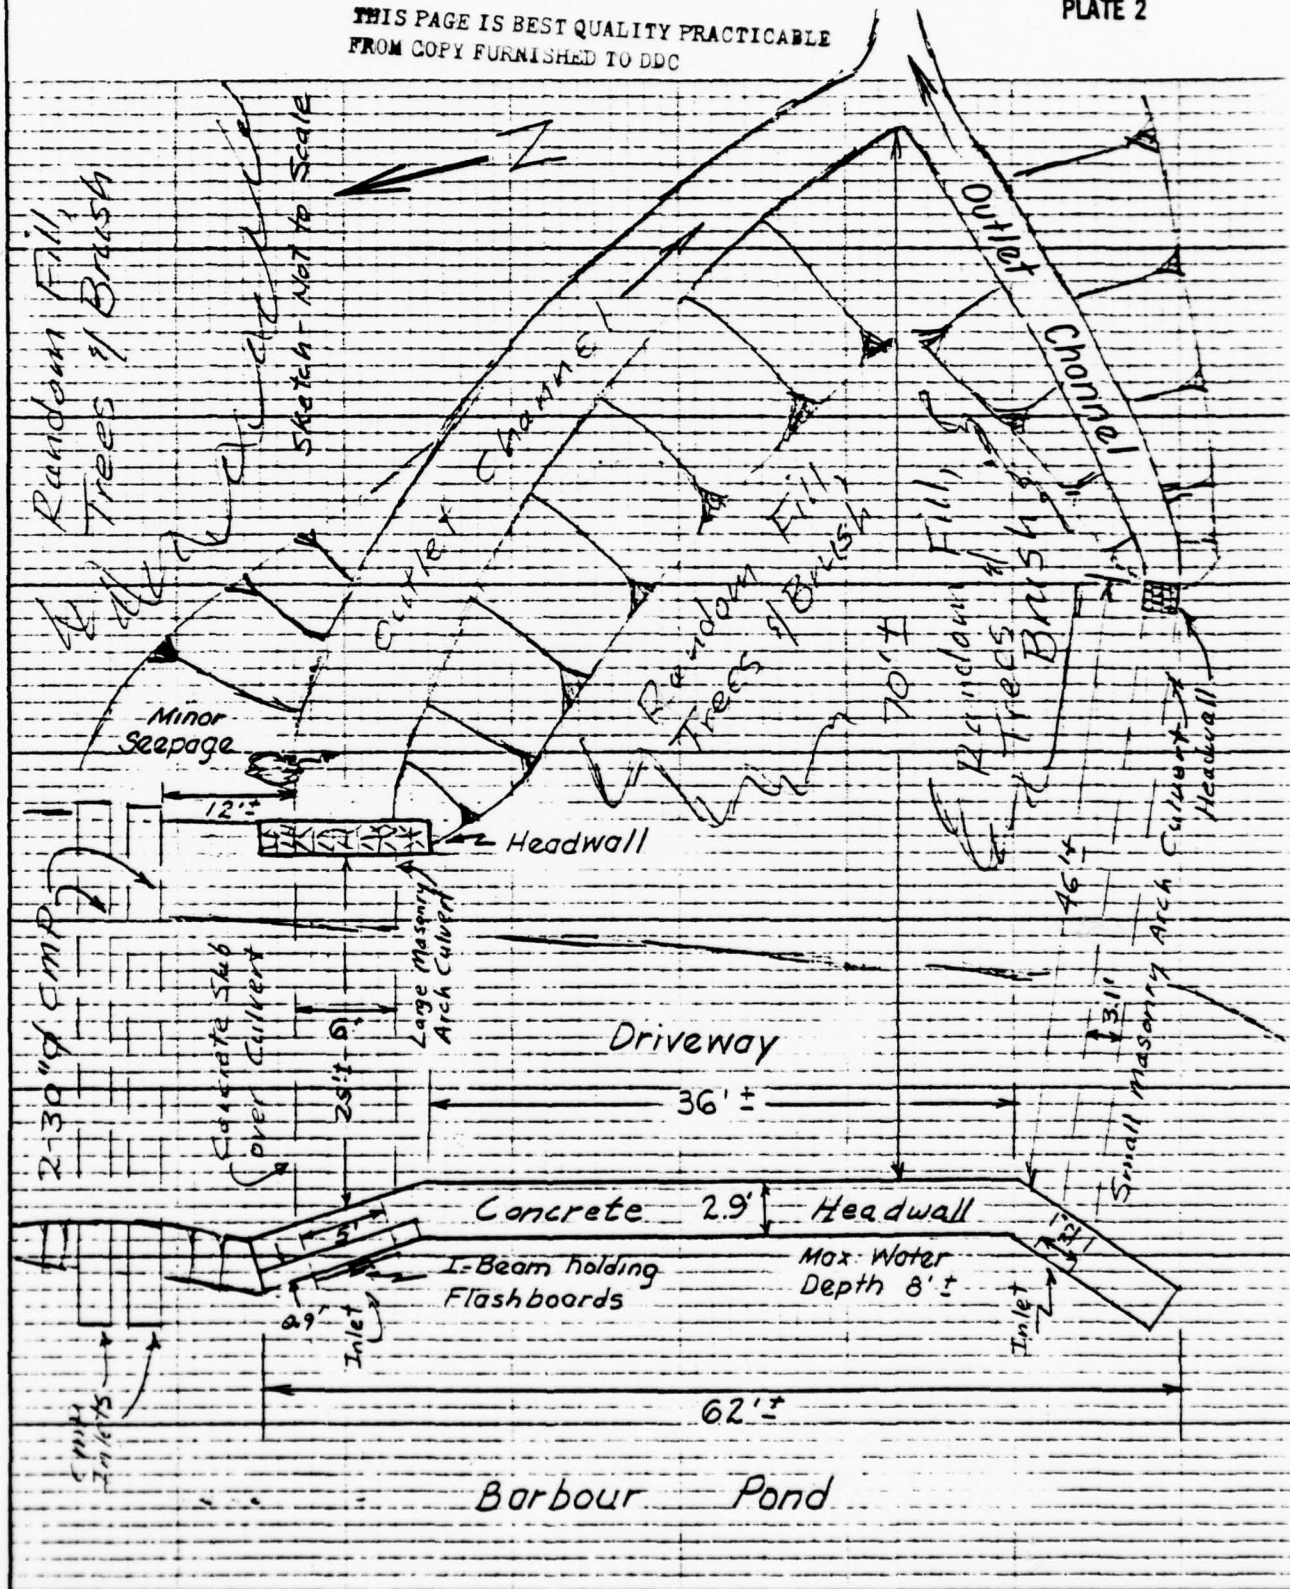 THIS PAGE IS BEST QUALITY PRACTICABLE
FROM COPY FURNISHED TO DDC
PLATE 2
Random Fill,
Trees w/ Brush
Sketch - Not to Scale
Outlet Channel
Outlet
Channel
Random Fill,
Trees w/ Brush
Random Fill,
Trees w/
Brush
70' ±
Minor
Seepage
12' ±
Headwall
Headwall
2-30"φ CMP
Concrete Slab
over Culvert
Large Masonry
Arch Culvert
46' ±
3.1'
Small Masonry Arch Culvert
Driveway
36' ±
Concrete 2.9' Headwall
5'
I-Beam holding
Flashboards
Max. Water
Depth 8' ±
Inlet
Inlet
CMP
Inlets
62' ±
Barbour Pond